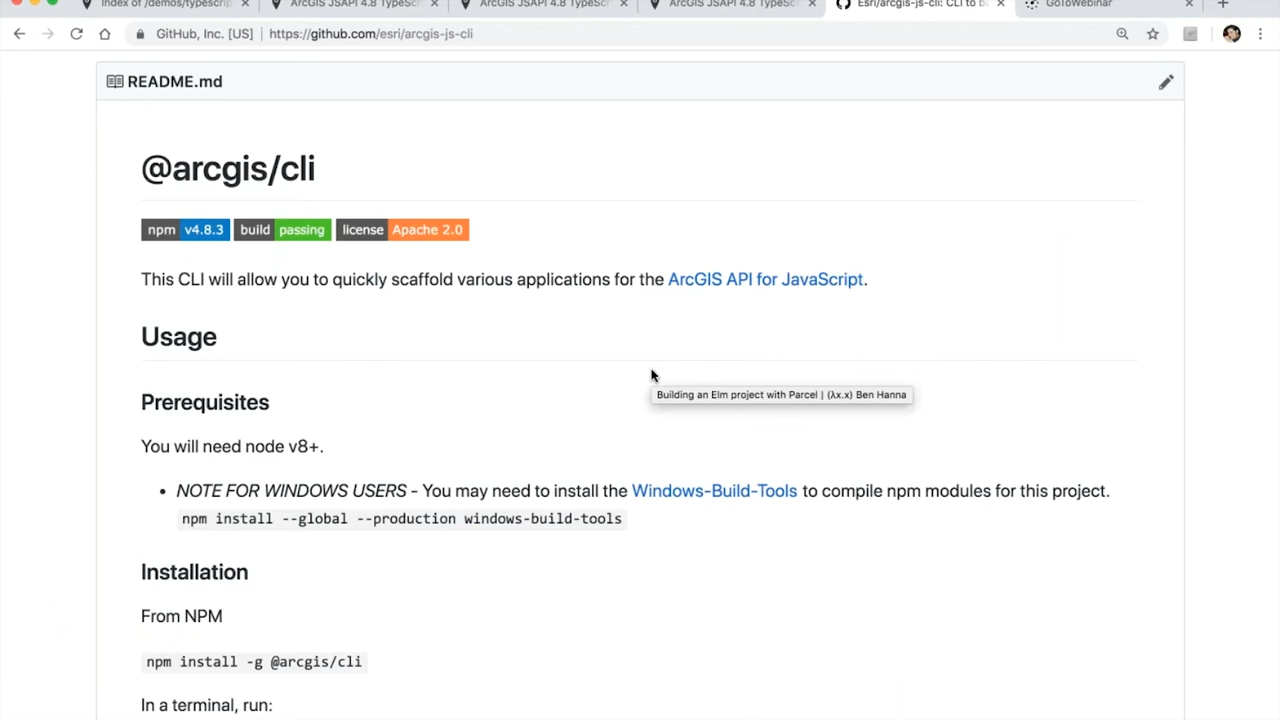 Index of /demos/typescrip
ArcGIS JSAPI 4.8 TypeScr
ArcGIS JSAPI 4.8 TypeScr
ArcGIS JSAPI 4.8 TypeScr
Esri/arcgis-js-cli: CLI to b
GoToWebinar
GitHub, Inc. [US] | https://github.com/esri/arcgis-js-cli
README.md
@arcgis/cli
npm v4.8.3 build passing license Apache 2.0
This CLI will allow you to quickly scaffold various applications for the ArcGIS API for JavaScript.
Usage
Building an Elm project with Parcel | (λx.x) Ben Hanna
Prerequisites
You will need node v8+.
• NOTE FOR WINDOWS USERS - You may need to install the Windows-Build-Tools to compile npm modules for this project.
npm install --global --production windows-build-tools
Installation
From NPM
npm install -g @arcgis/cli
In a terminal, run: